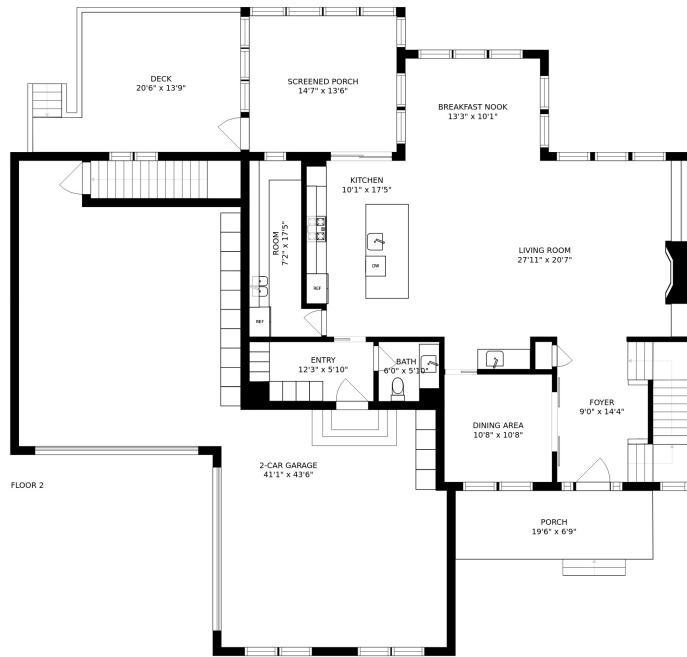 DECK
20'6" x 13'9"
SCREENED PORCH
14'7" x 13'6"
BREAKFAST NOOK
13'3" x 10'1"
KITCHEN
10'1" x 17'5"
ROOM
7'2" x 17'5"
LIVING ROOM
27'11" x 20'7"
DW
REF
REF
ENTRY
12'3" x 5'10"
BATH
6'0" x 5'10"
FOYER
9'0" x 14'4"
DINING AREA
10'8" x 10'8"
2-CAR GARAGE
41'1" x 43'6"
FLOOR 2
PORCH
19'6" x 6'9"